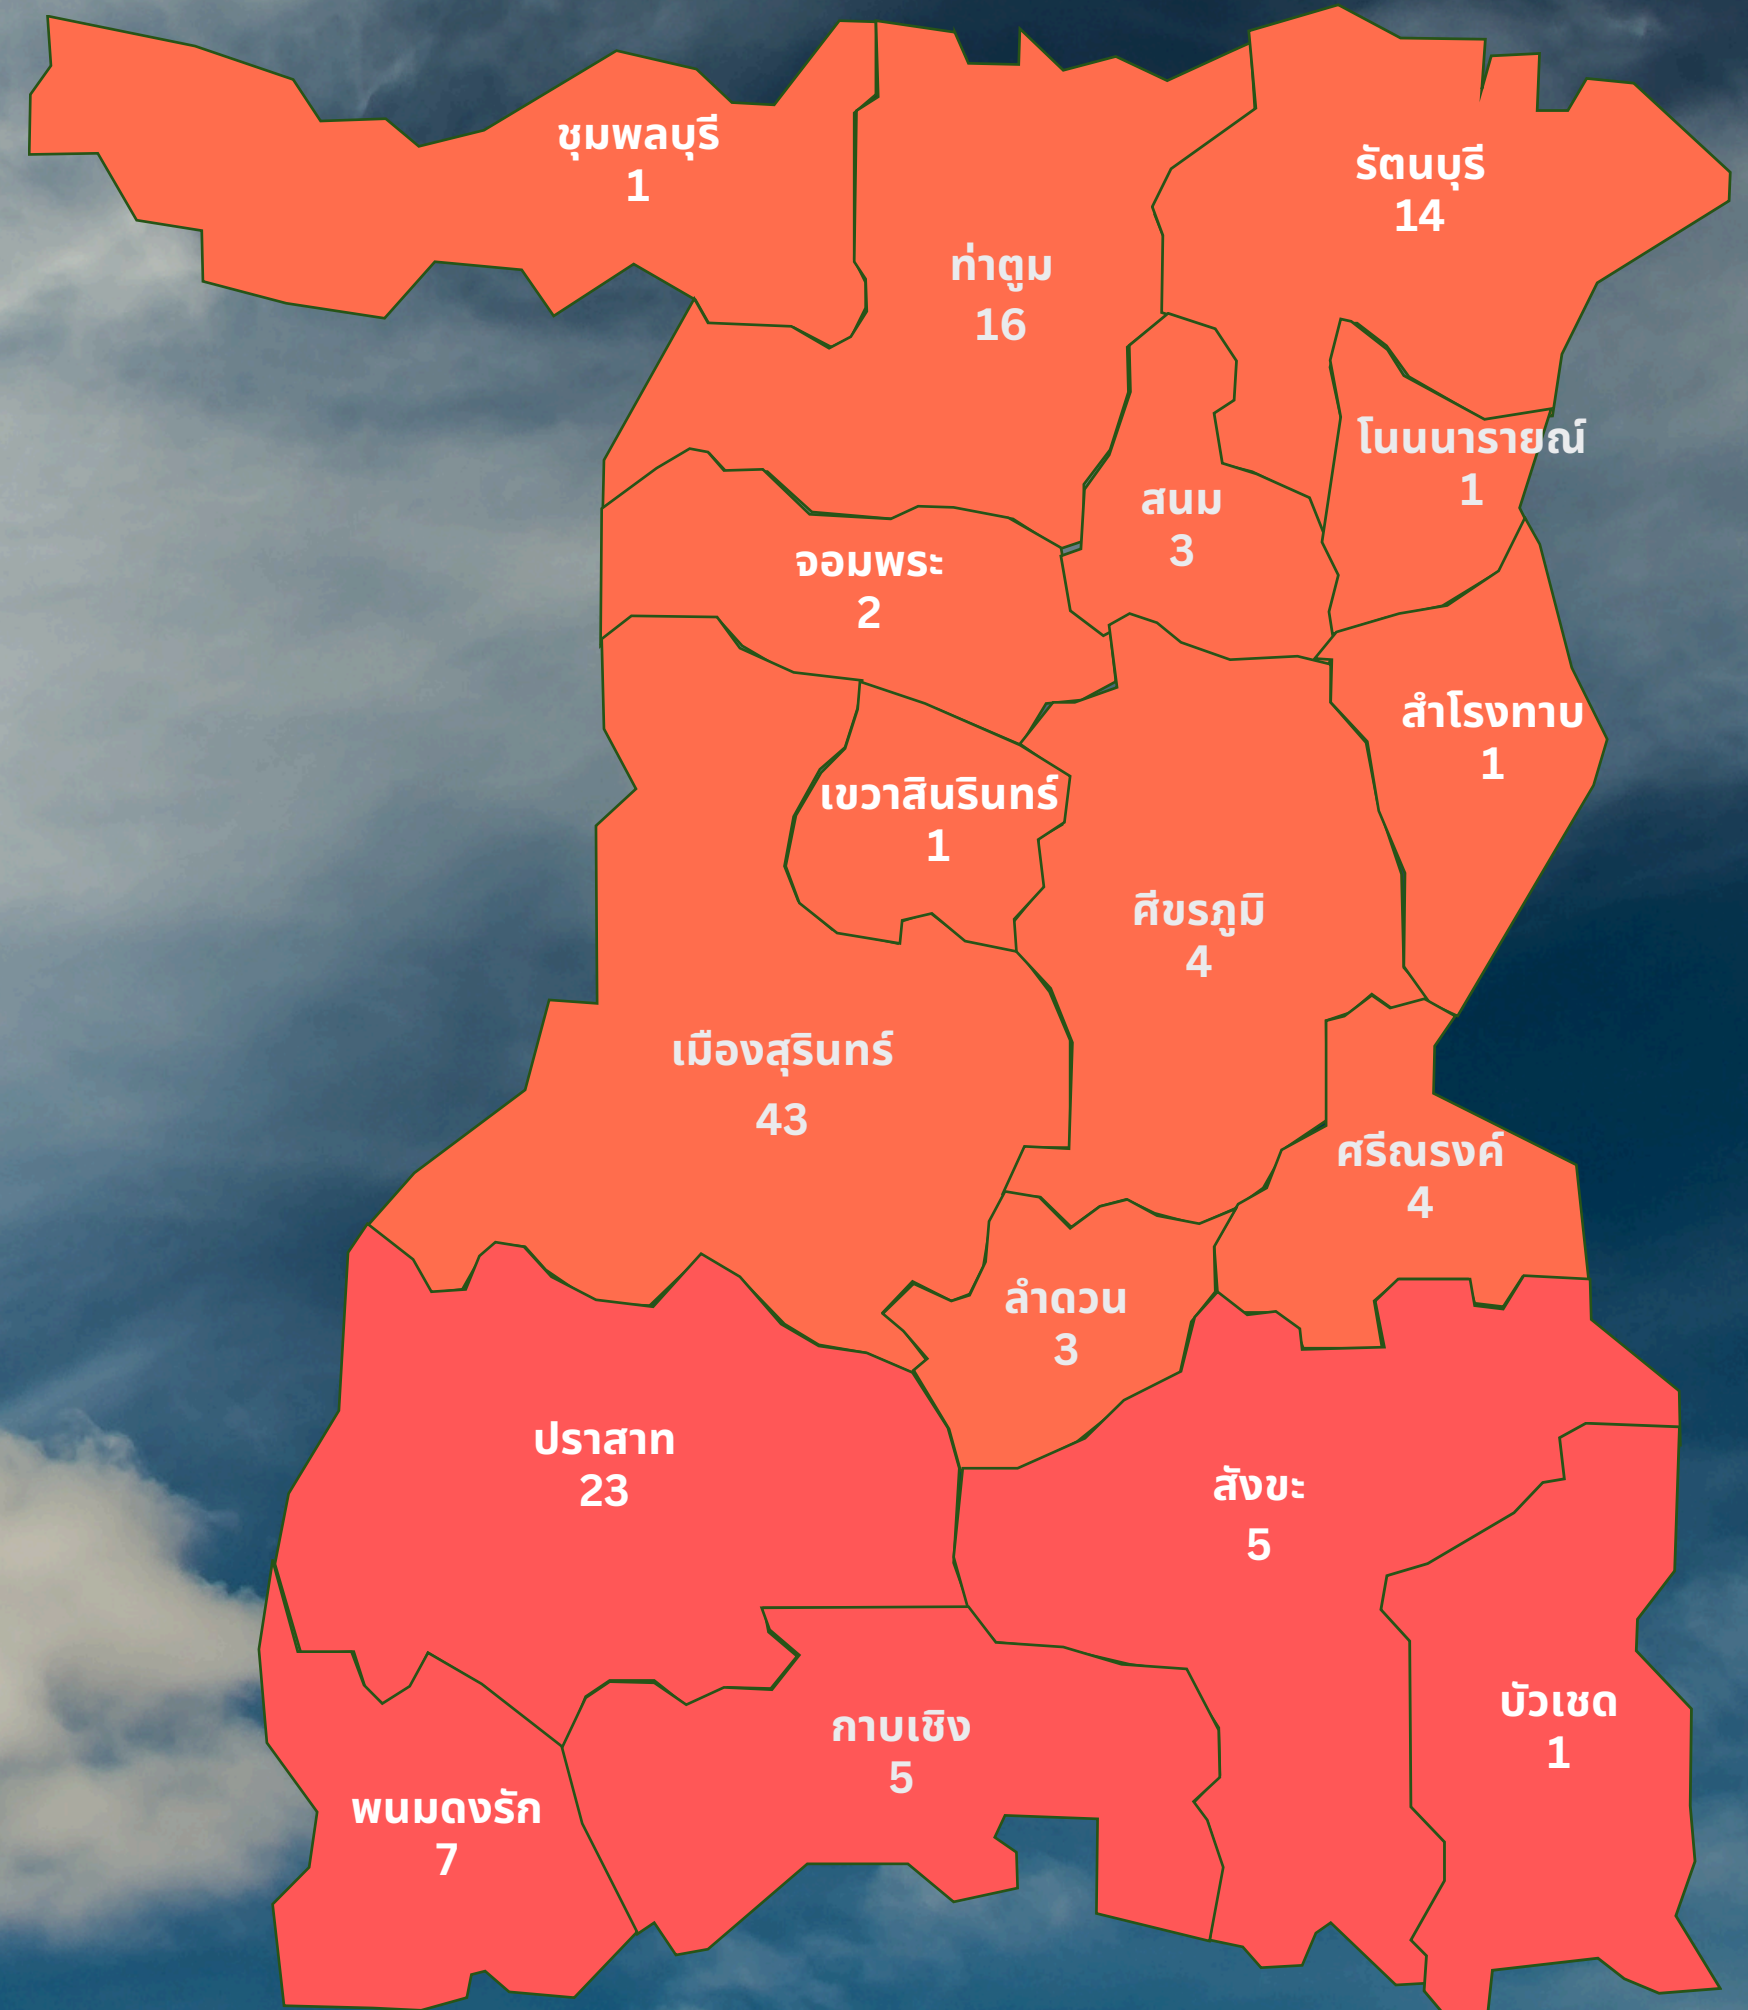 ชุมพลบุรี
1
รัตนบุรี
14
ท่าตูม
16
โนนนารายณ์
1
สนม
3
จอมพระ
2
สำโรงทาบ
1
เขวาสินรินทร์
1
ศีขรภูมิ
4
เมืองสุรินทร์
43
ศรีณรงค์
4
ลำดวน
3
ปราสาท
23
สังขะ
5
บัวเชด
1
กาบเชิง
5
พนมดงรัก
7